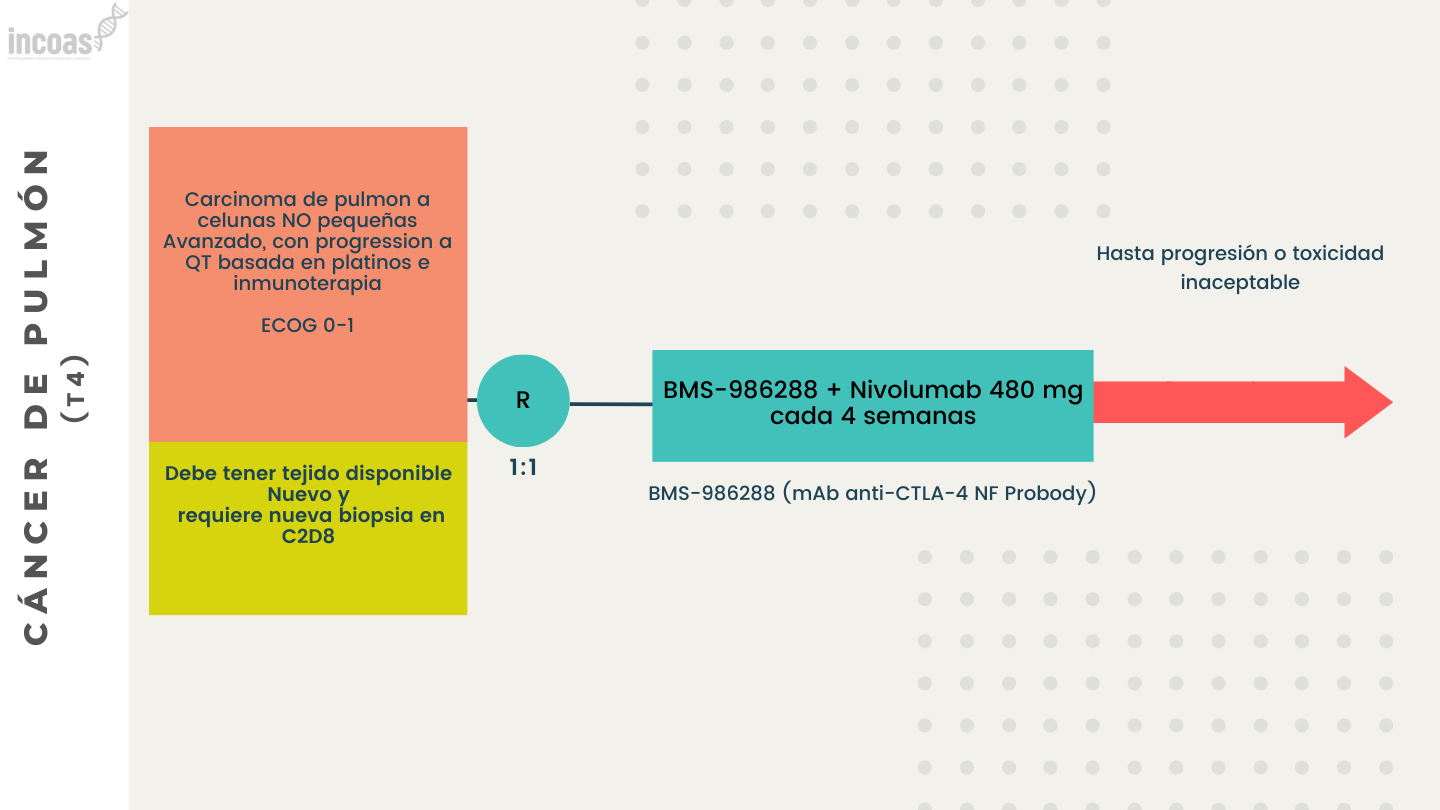 incoas
CÁNCER DE PULMÓN
(T4)
Carcinoma de pulmon a
celunas NO pequeñas
Avanzado, con progression a
QT basada en platinos e
inmunoterapia
ECOG 0-1
Debe tener tejido disponible
Nuevo y
requiere nueva biopsia en
C2D8
R
1:1
BMS-986288 + Nivolumab 480 mg
cada 4 semanas
BMS-986288 (mAb anti-CTLA-4 NF Probody)
Hasta progresión o toxicidad
inaceptable